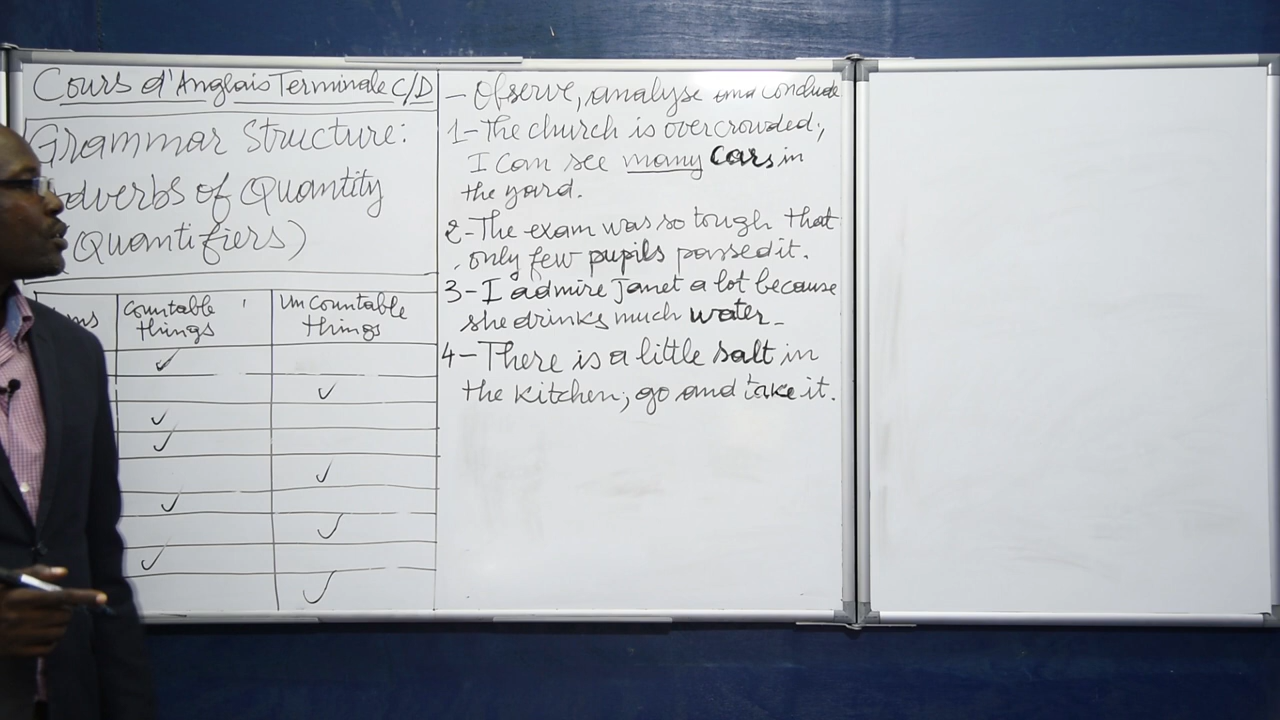 Cours d'Anglais Terminale C/D
Grammar Structure:
adverbs of Quantity
(Quantifiers)
Countable things
Uncountable things
- Observe, analyse and conclude
1- The church is overcrowded;
I can see many cars in
the yard.
2- The exam was so tough that
only few pupils passed it.
3- I admire Janet a lot because
she drinks much water_
4- There is a little salt in
the kitchen; go and take it.